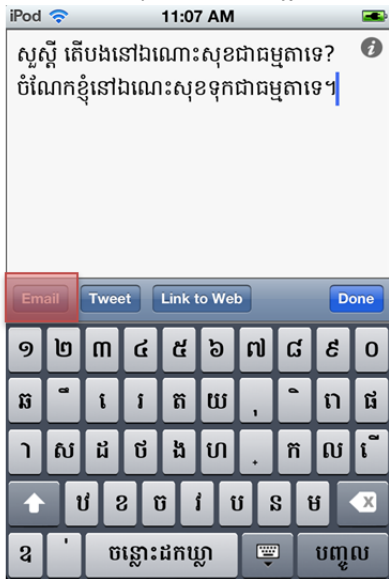 iPod 11:07 AM
សួស្តី តើបងនៅឯណោះសុខជាធម្មតាទេ?
ចំណែកខ្ញុំនៅឯណេះសុខទុកជាធម្មតាទេ។
Email Tweet Link to Web Done
១ ២ ៣ ៤ ៥ ៦ ៧ ៨ ៩ ០
ឆ ឹ េ រ ត យ ុ ិ ោ ផ
ា ស ដ ថ ង ហ ្ ក ល ើ
ឋ ខ ច វ ប ន ម X
ឧ ់ ចន្លោះដកឃ្លា បញ្ចូល